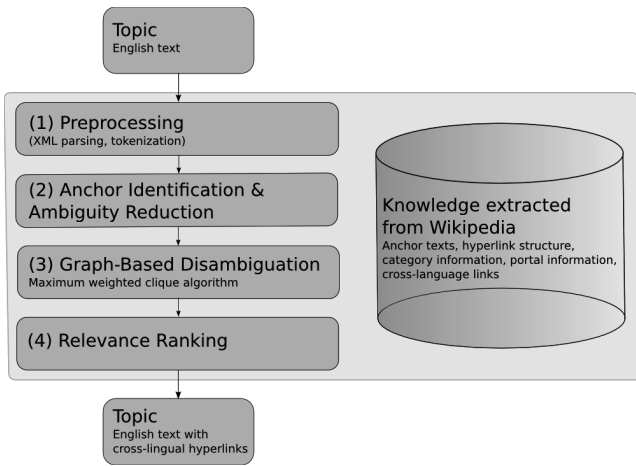 Topic
English text
(1) Preprocessing
(XML parsing, tokenization)
(2) Anchor Identification &
Ambiguity Reduction
(3) Graph-Based Disambiguation
Maximum weighted clique algorithm
(4) Relevance Ranking
Knowledge extracted
from Wikipedia
Anchor texts, hyperlink structure,
category information, portal information,
cross-language links
Topic
English text with
cross-lingual hyperlinks